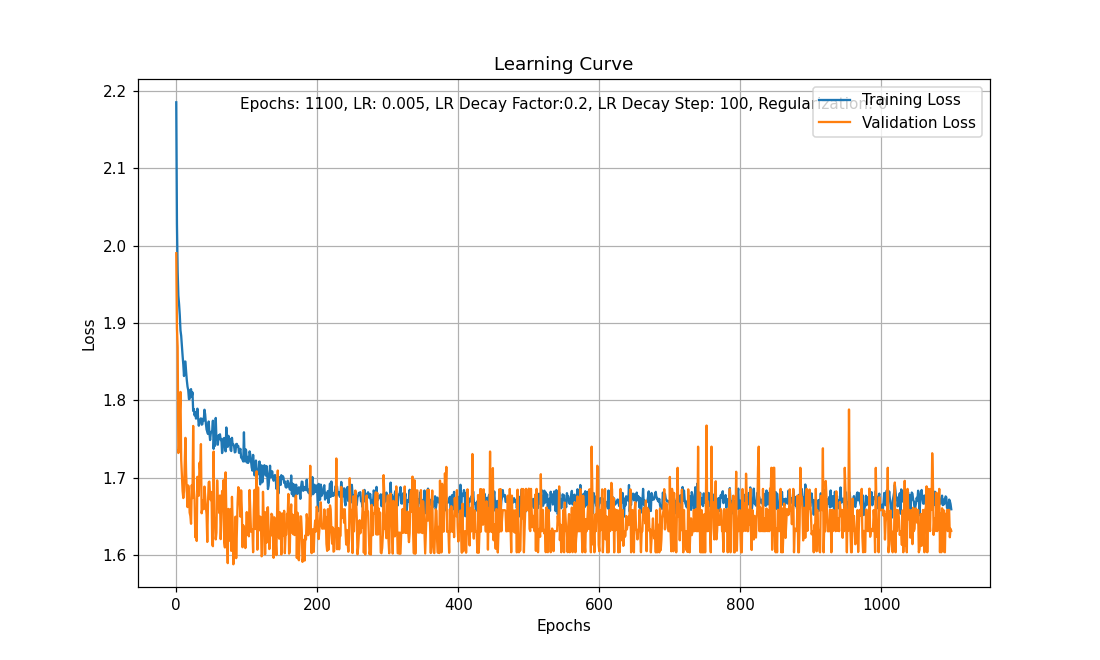 Learning Curve
2.2
Epochs: 1100, LR: 0.005, LR Decay Factor:0.2, LR Decay Step: 100, Regularization: 0
Training Loss
Validation Loss
2.1
2.0
1.9
1.8
1.7
1.6
Loss
0 200 400 600 800 1000
Epochs